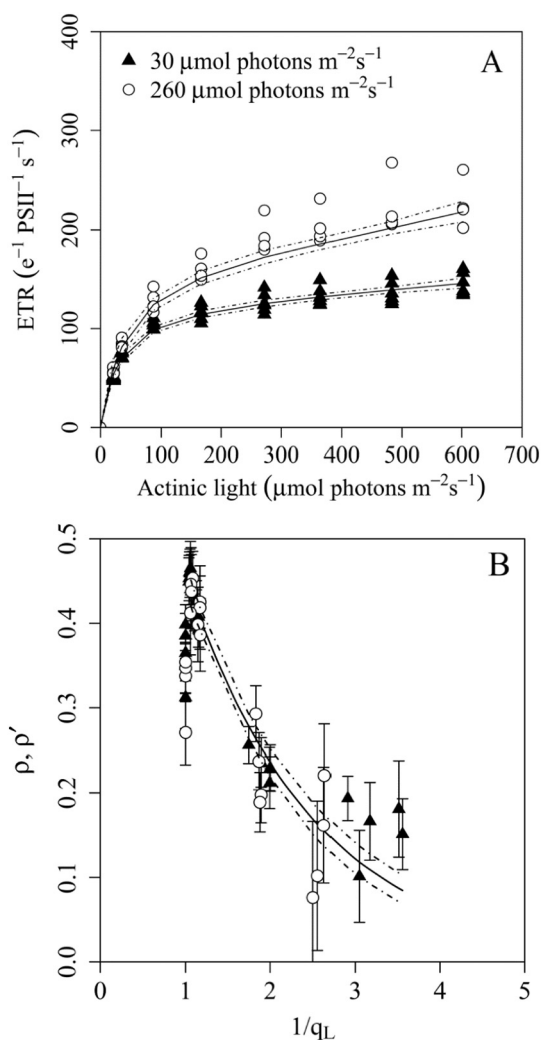 A
30 μmol photons m⁻²s⁻¹
260 μmol photons m⁻²s⁻¹
ETR (e⁻¹ PSII⁻¹ s⁻¹)
400
300
200
100
0
0 100 200 300 400 500 600 700
Actinic light (μmol photons m⁻²s⁻¹)
B
ρ, ρ′
0.5
0.4
0.3
0.2
0.1
0.0
0 1 2 3 4 5
1/qL